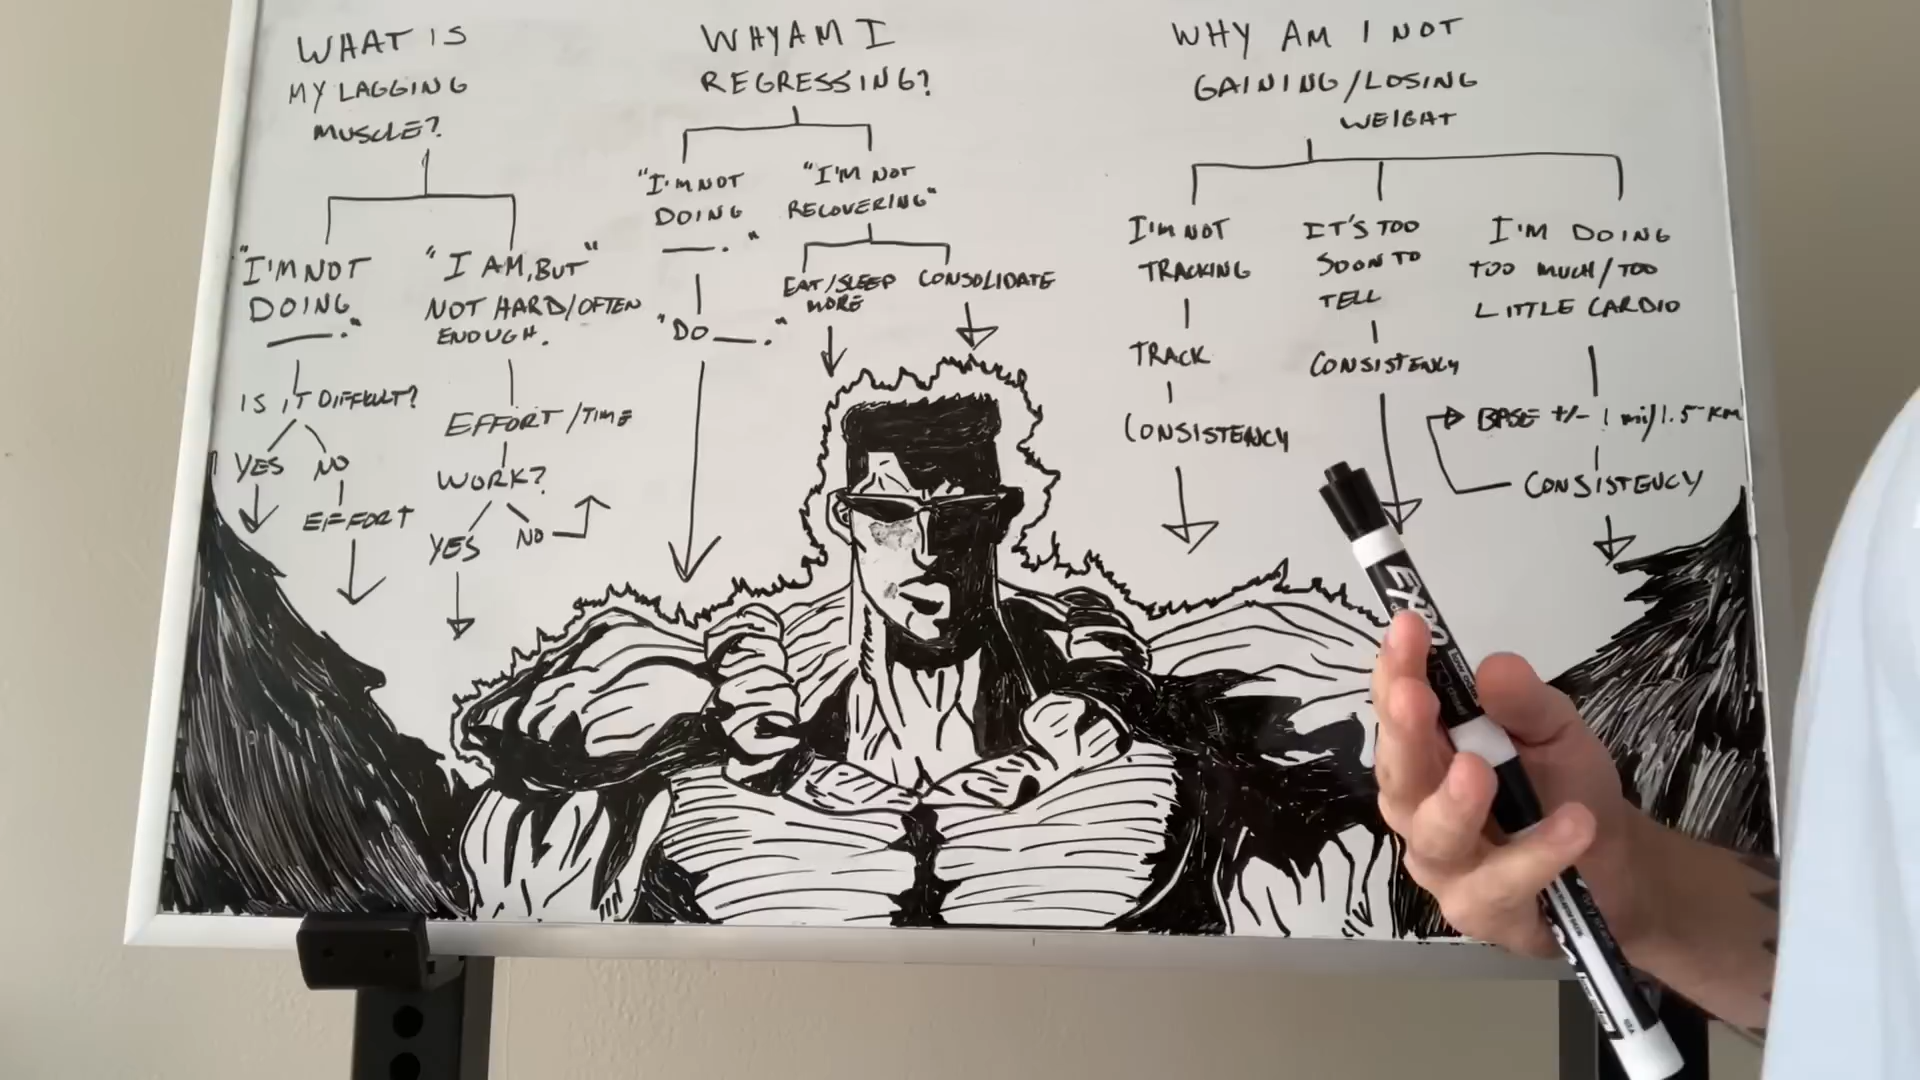 WHAT IS
MY LAGGING
MUSCLE?
"I'M NOT
DOING
___."
IS IT DIFFICULT?
YES
NO
EFFORT
"I AM, BUT"
NOT HARD/OFTEN
ENOUGH.
EFFORT/TIME
WORK?
YES
NO
WHY AM I
REGRESSING?
"I'M NOT
DOING
___."
"DO ___."
"I'M NOT
RECOVERING"
EAT/SLEEP
MORE
CONSOLIDATE
WHY AM I NOT
GAINING/LOSING
WEIGHT
I'M NOT
TRACKING
TRACK
CONSISTENCY
IT'S TOO
SOON TO
TELL
CONSISTENCY
I'M DOING
TOO MUCH/TOO
LITTLE CARDIO
BASE +/- 1 mi/1.5 KM
CONSISTENCY
EXPO